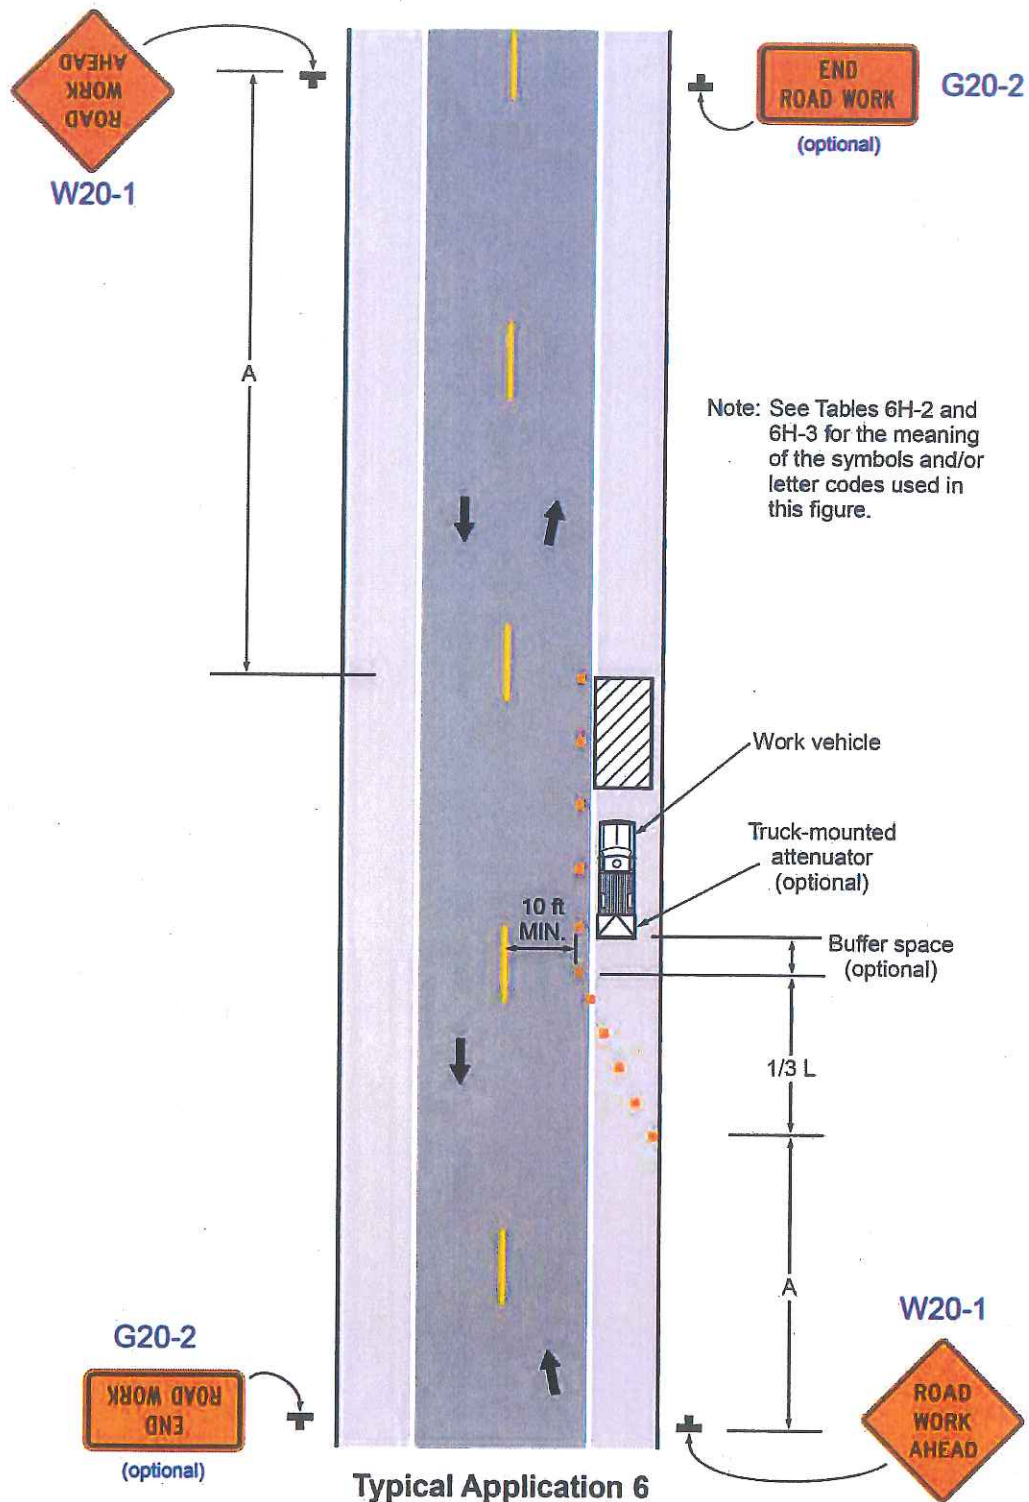 ROAD
WORK
AHEAD
W20-1
END
ROAD WORK
(optional)
G20-2
A
Note: See Tables 6H-2 and
6H-3 for the meaning
of the symbols and/or
letter codes used in
this figure.
Work vehicle
Truck-mounted
attenuator
(optional)
10 ft
MIN.
Buffer space
(optional)
1/3 L
A
G20-2
END
ROAD WORK
(optional)
W20-1
ROAD
WORK
AHEAD
Typical Application 6